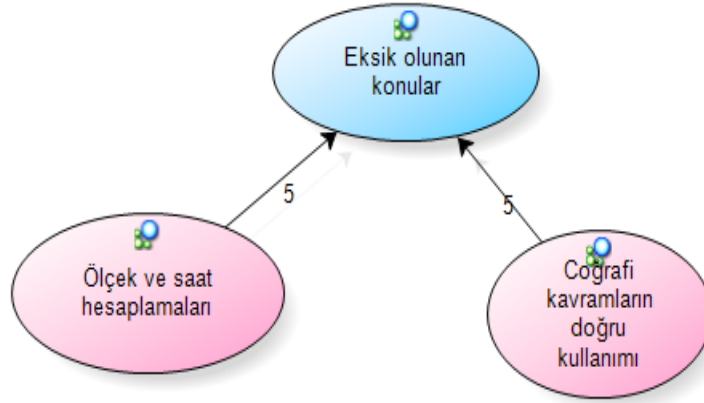 Eksik olunan
konular
5
5
Ölçek ve saat
hesaplamaları
Coğrafi
kavramların
doğru
kullanımı